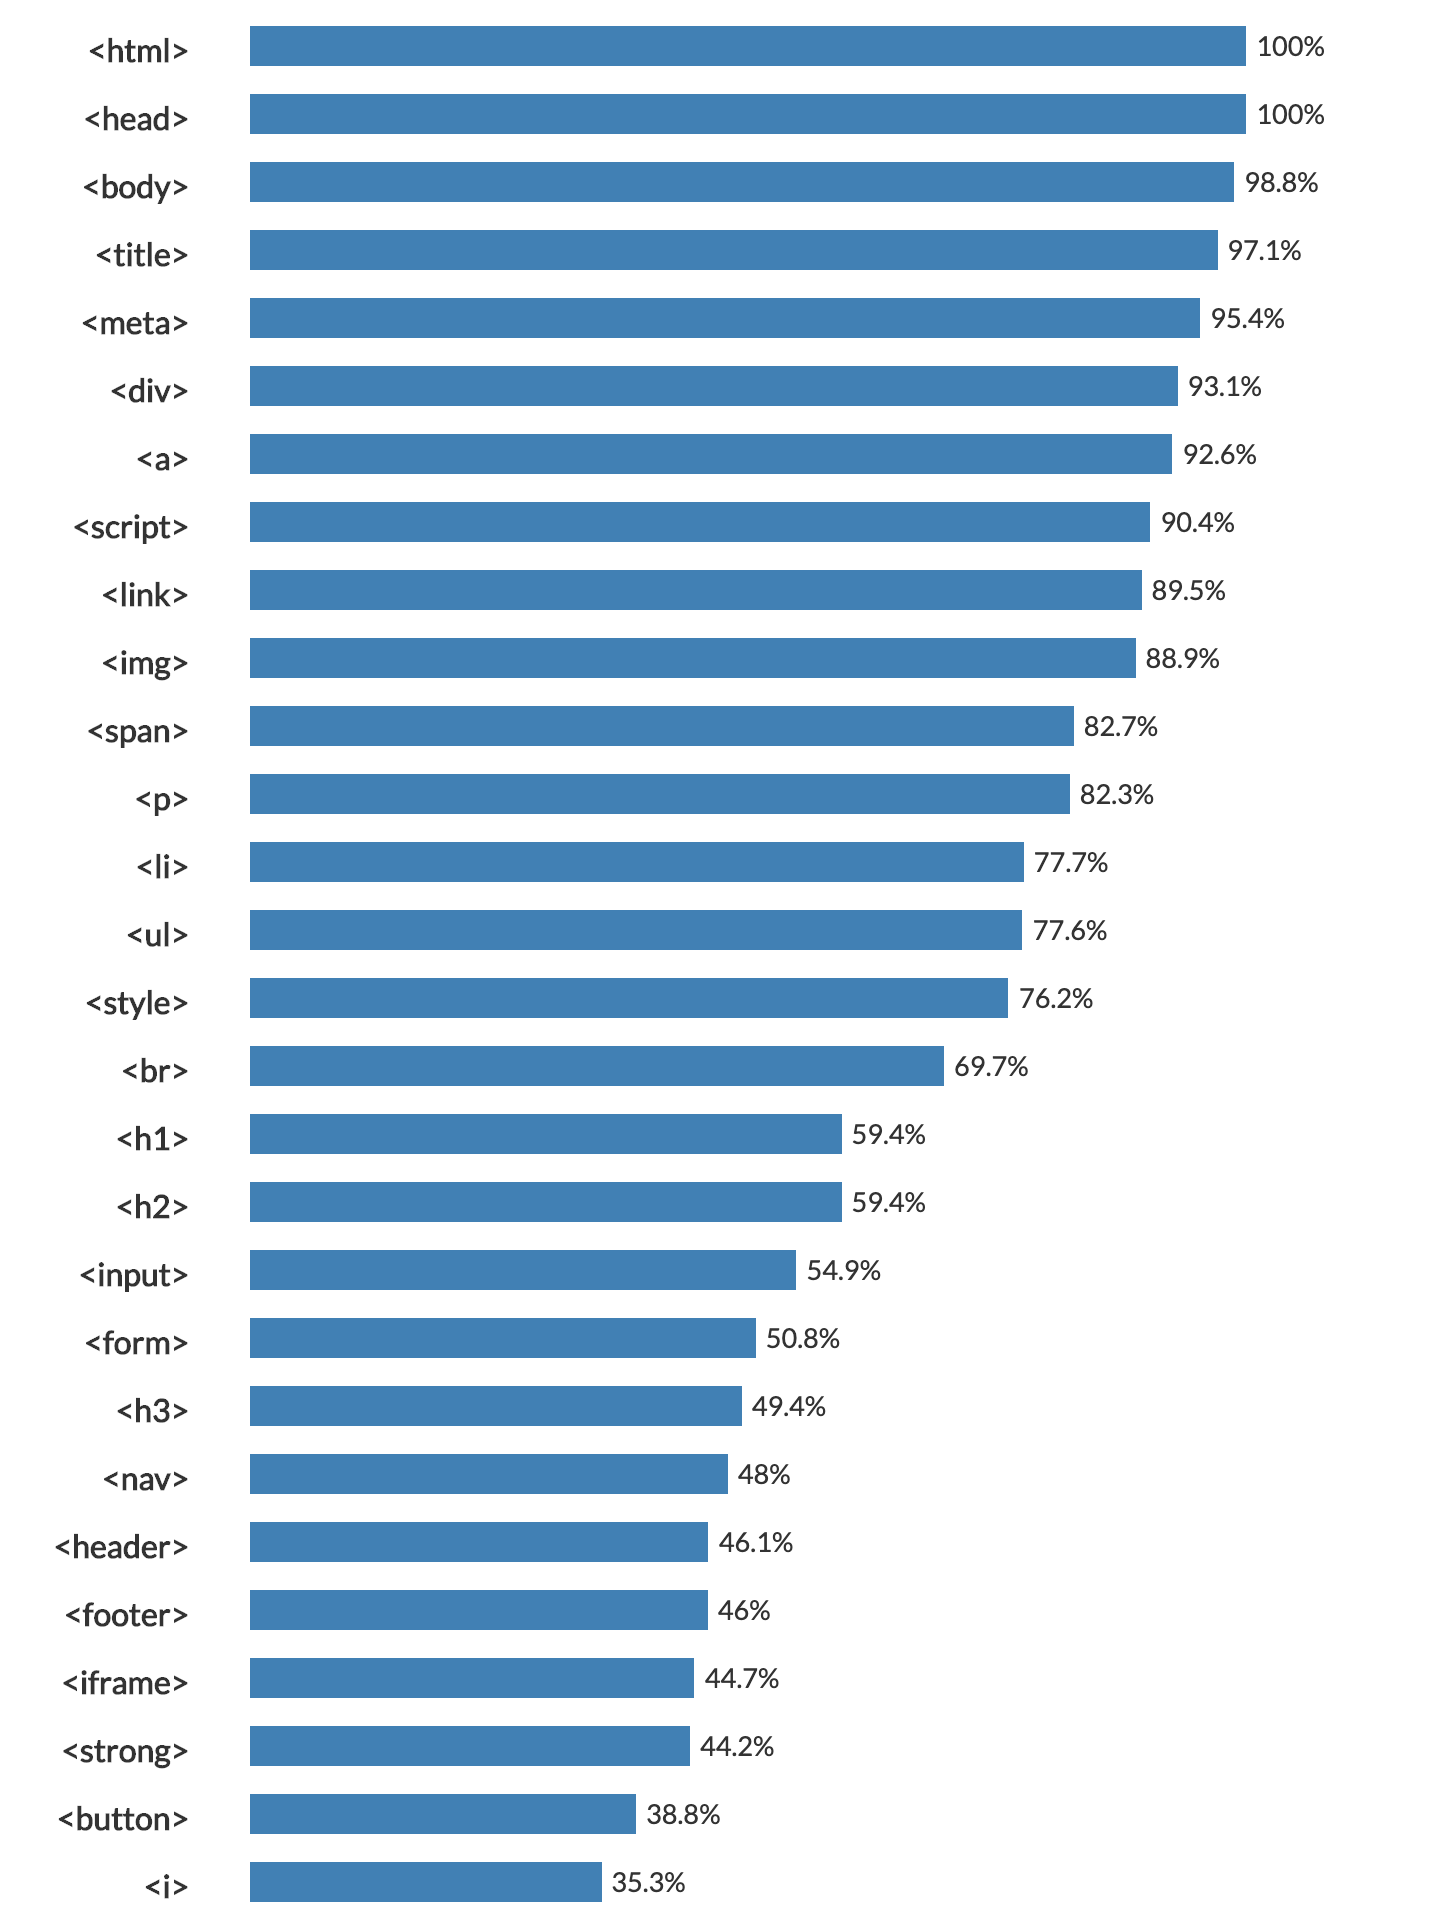 <html> 100%
<head> 100%
<body> 98.8%
<title> 97.1%
<meta> 95.4%
<div> 93.1%
<a> 92.6%
<script> 90.4%
<link> 89.5%
<img> 88.9%
<span> 82.7%
<p> 82.3%
<li> 77.7%
<ul> 77.6%
<style> 76.2%
<br> 69.7%
<h1> 59.4%
<h2> 59.4%
<input> 54.9%
<form> 50.8%
<h3> 49.4%
<nav> 48%
<header> 46.1%
<footer> 46%
<iframe> 44.7%
<strong> 44.2%
<button> 38.8%
<i> 35.3%